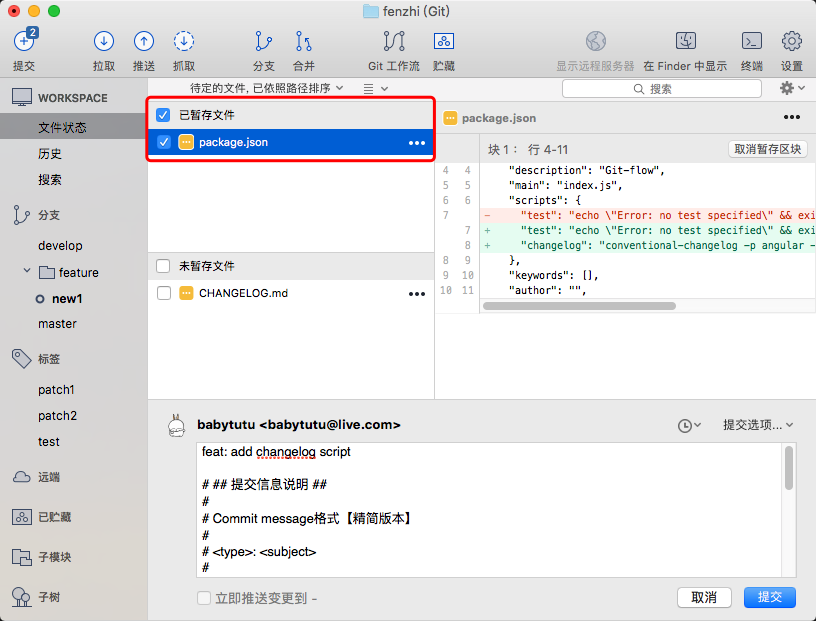 fenzhi (Git)
2
提交
拉取
推送
抓取
分支
合并
Git 工作流
贮藏
显示远程服务器
在 Finder 中显示
终端
设置
WORKSPACE
文件状态
历史
搜索
分支
develop
feature
new1
master
标签
patch1
patch2
test
远端
已贮藏
子模块
子树
待定的文件, 已依照路径排序
搜索
已暂存文件
package.json
未暂存文件
CHANGELOG.md
package.json
块 1： 行 4-11
取消暂存区块
4 4 "description": "Git-flow",
5 5 "main": "index.js",
6 6 "scripts": {
7 - "test": "echo \"Error: no test specified\" && exi
7 + "test": "echo \"Error: no test specified\" && exi
8 + "changelog": "conventional-changelog -p angular -
8 9 },
9 10 "keywords": [],
10 11 "author": "",
babytutu <babytutu@live.com>
提交选项...
feat: add changelog script
# ## 提交信息说明 ##
#
# Commit message格式【精简版本】
#
# <type>: <subject>
#
立即推送变更到 -
取消
提交